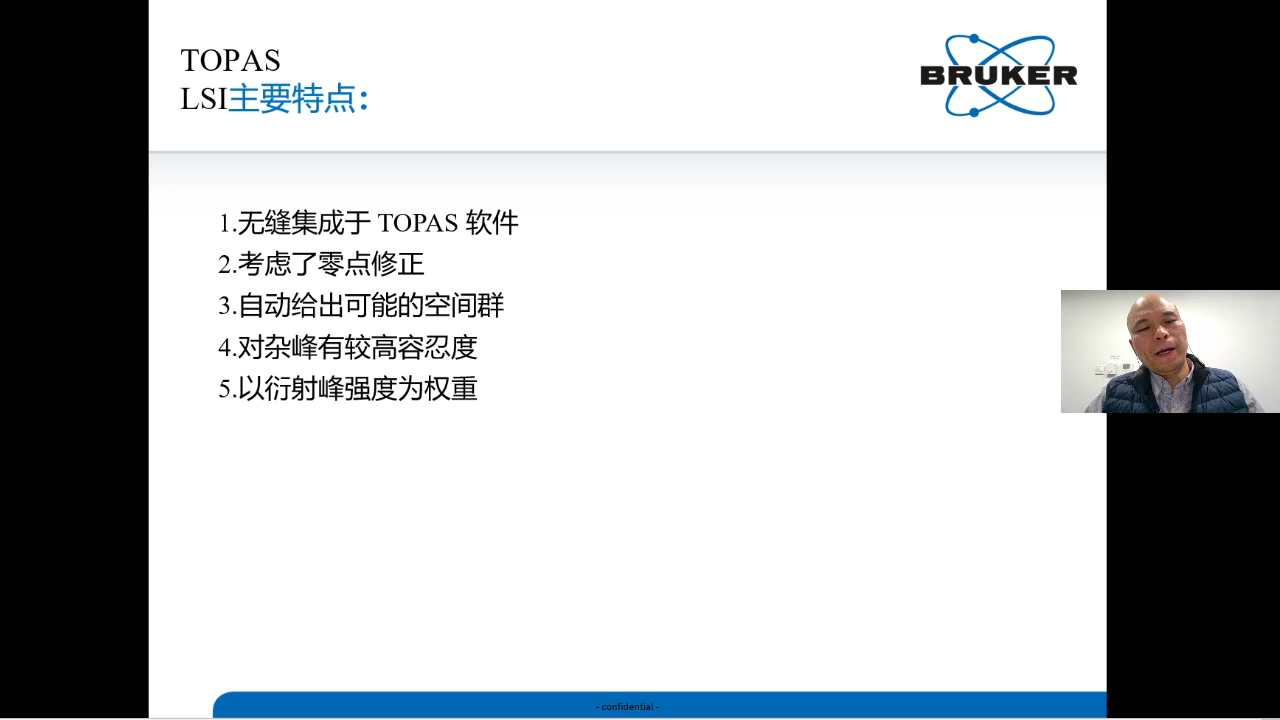 TOPAS
LSI主要特点：
BRUKER
1.无缝集成于 TOPAS 软件
2.考虑了零点修正
3.自动给出可能的空间群
4.对杂峰有较高容忍度
5.以衍射峰强度为权重
- confidential -